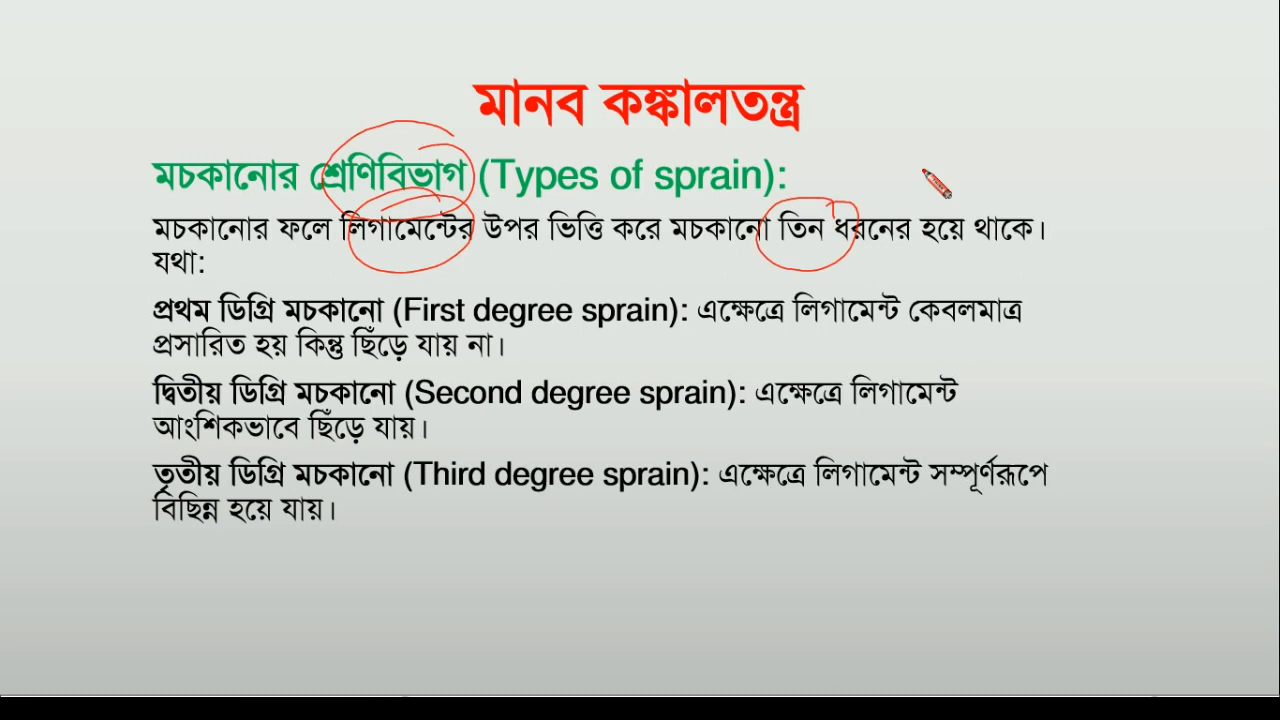 মানব কঙ্কালতন্ত্র
মচকানোর শ্রেণিবিভাগ (Types of sprain):
মচকানোর ফলে লিগামেন্টের উপর ভিত্তি করে মচকানো তিন ধরনের হয়ে থাকে।
যথা:
প্রথম ডিগ্রি মচকানো (First degree sprain): এক্ষেত্রে লিগামেন্ট কেবলমাত্র
প্রসারিত হয় কিন্তু ছিঁড়ে যায় না।
দ্বিতীয় ডিগ্রি মচকানো (Second degree sprain): এক্ষেত্রে লিগামেন্ট
আংশিকভাবে ছিঁড়ে যায়।
তৃতীয় ডিগ্রি মচকানো (Third degree sprain): এক্ষেত্রে লিগামেন্ট সম্পূর্ণরূপে
বিছিন্ন হয়ে যায়।